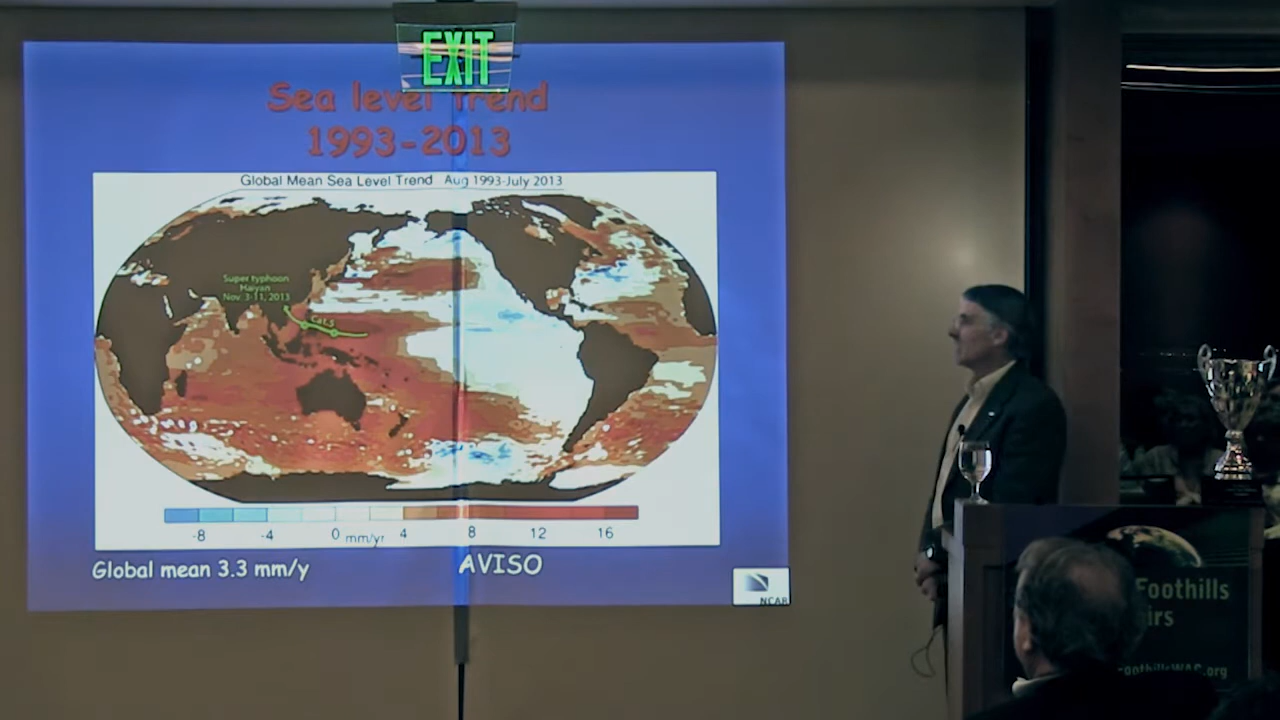 EXIT
Sea level Trend
1993-2013
Global Mean Sea Level Trend Aug 1993-July 2013
Super typhoon
Haiyan
Nov. 3-11, 2013
Cat 5
-8 -4 0 mm/yr 4 8 12 16
Global mean 3.3 mm/y AVISO
NCAR
Foothills
irs
oothillsWAC.org